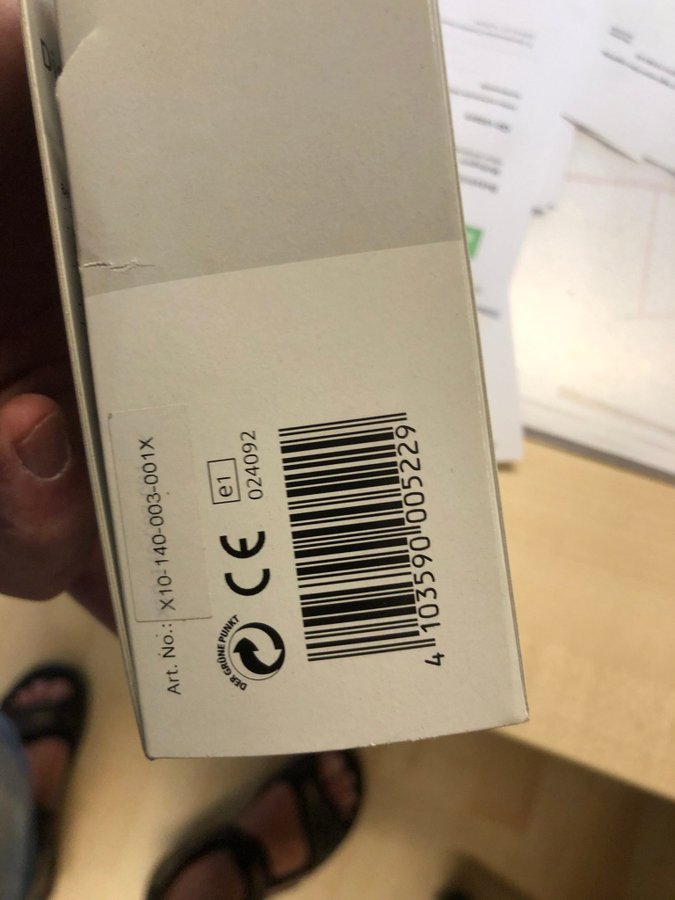 Art. No.: X10-140-003-001X
DER GRÜNE PUNKT
CE
e1
024092
4 103590 005229